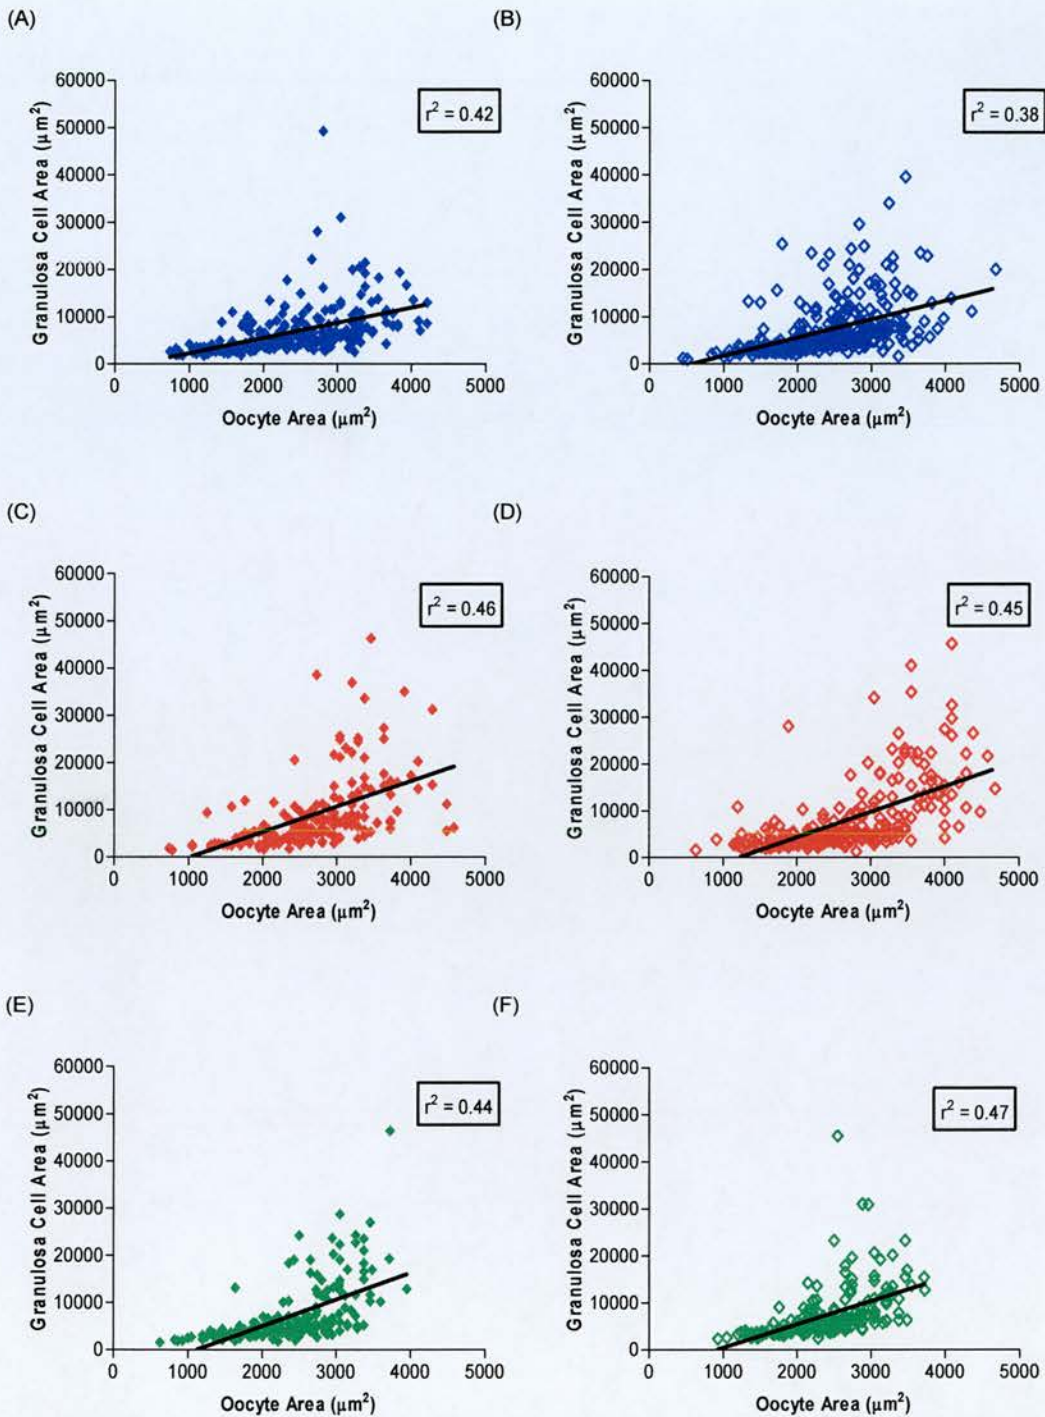 (A)
(B)
60000
50000
40000
30000
20000
10000
0
Granulosa Cell Area (μm²)
r² = 0.42
0 1000 2000 3000 4000 5000
Oocyte Area (μm²)
60000
50000
40000
30000
20000
10000
0
Granulosa Cell Area (μm²)
r² = 0.38
0 1000 2000 3000 4000 5000
Oocyte Area (μm²)
(C)
(D)
60000
50000
40000
30000
20000
10000
0
Granulosa Cell Area (μm²)
r² = 0.46
0 1000 2000 3000 4000 5000
Oocyte Area (μm²)
60000
50000
40000
30000
20000
10000
0
Granulosa Cell Area (μm²)
r² = 0.45
0 1000 2000 3000 4000 5000
Oocyte Area (μm²)
(E)
(F)
60000
50000
40000
30000
20000
10000
0
Granulosa Cell Area (μm²)
r² = 0.44
0 1000 2000 3000 4000 5000
Oocyte Area (μm²)
60000
50000
40000
30000
20000
10000
0
Granulosa Cell Area (μm²)
r² = 0.47
0 1000 2000 3000 4000 5000
Oocyte Area (μm²)